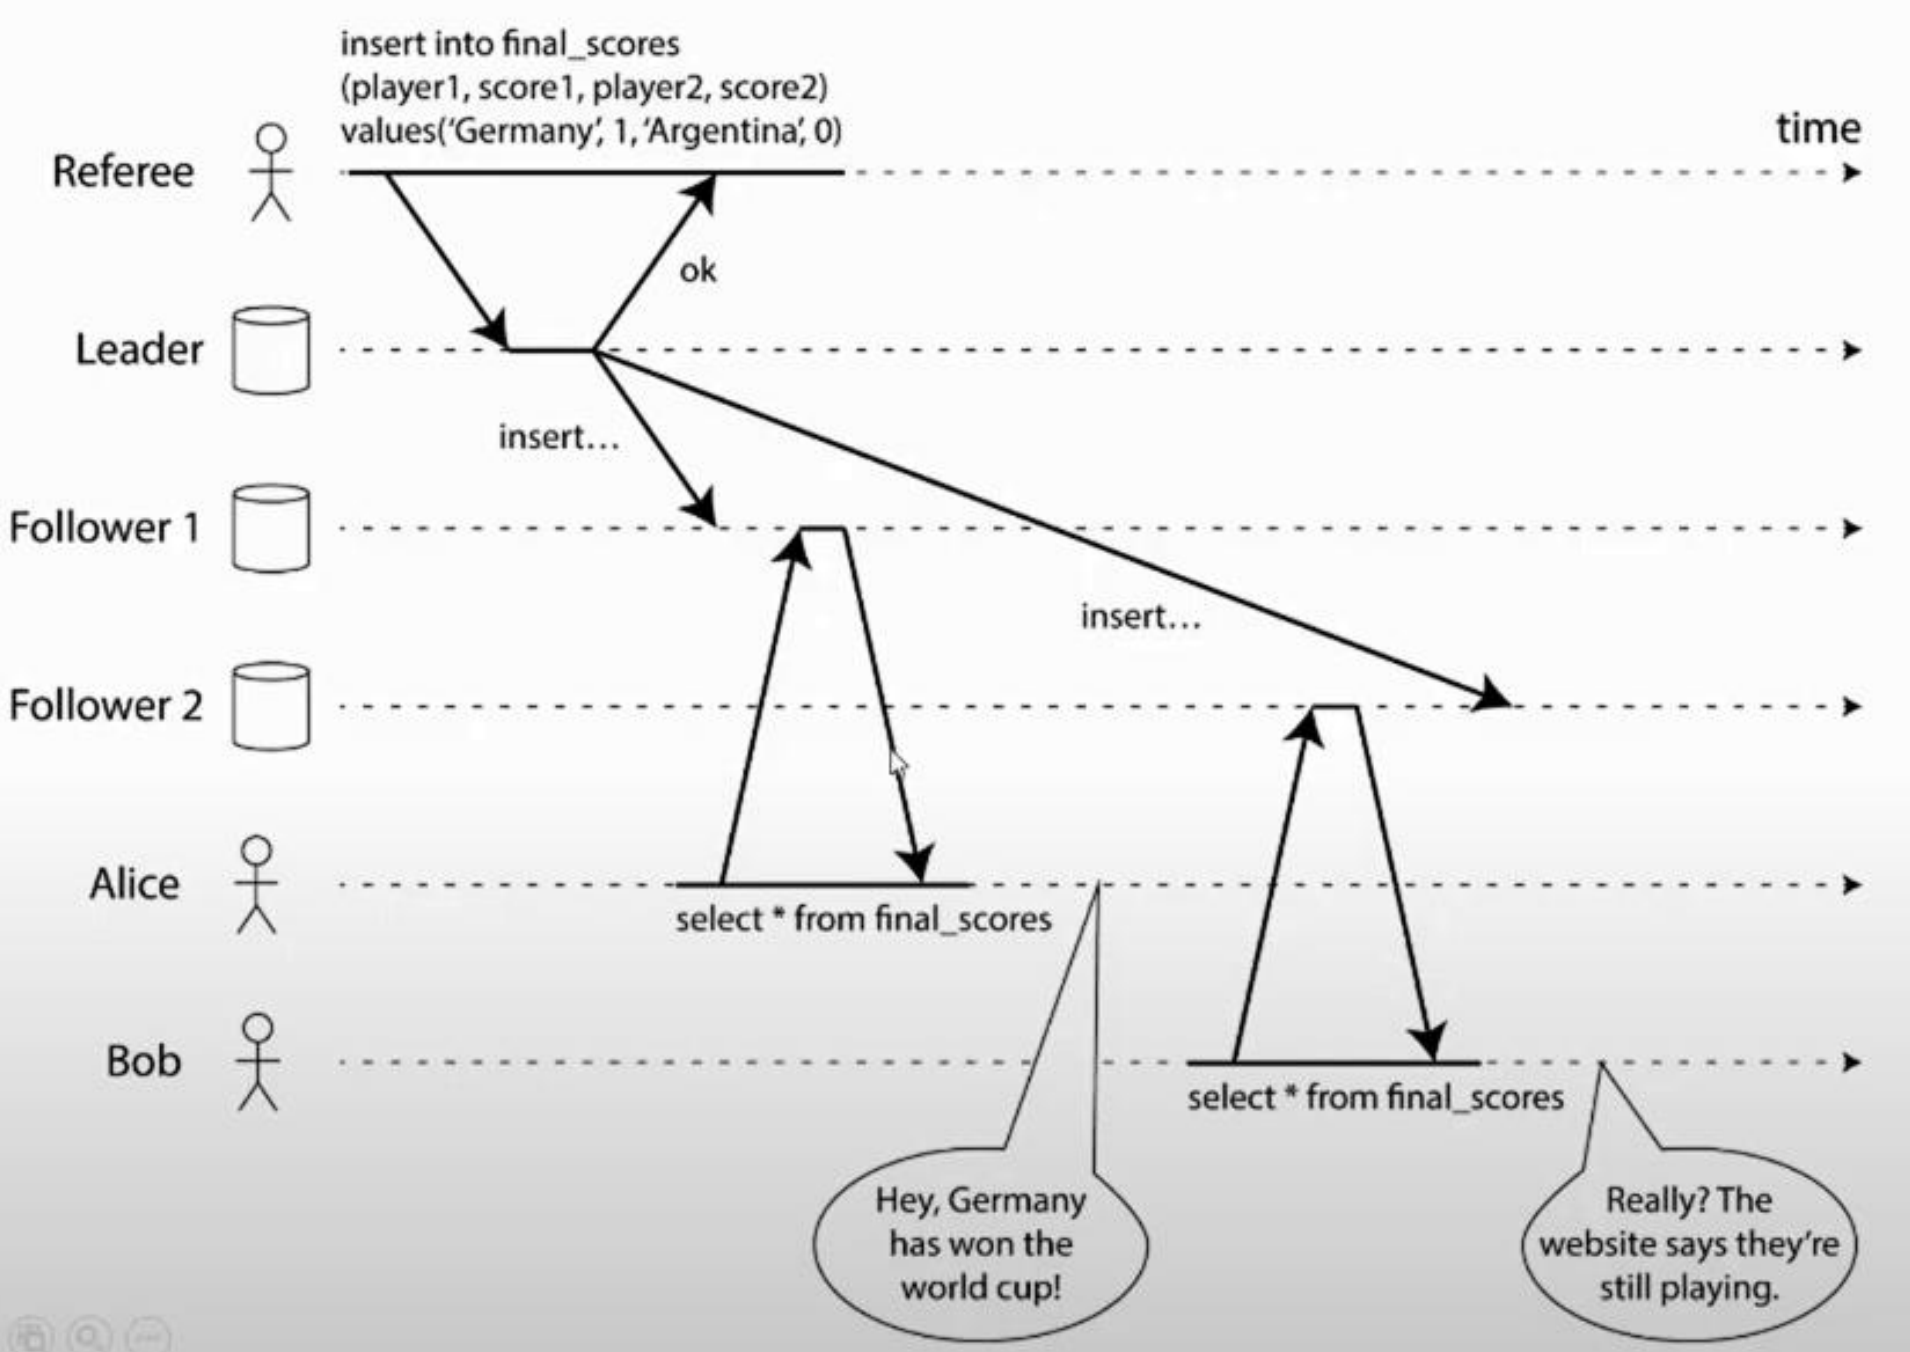 insert into final_scores
(player1, score1, player2, score2)
values(‘Germany’, 1, ‘Argentina’, 0)
time
Referee
ok
Leader
insert…
Follower 1
insert…
Follower 2
Alice
select * from final_scores
Bob
select * from final_scores
Hey, Germany
has won the
world cup!
Really? The
website says they’re
still playing.